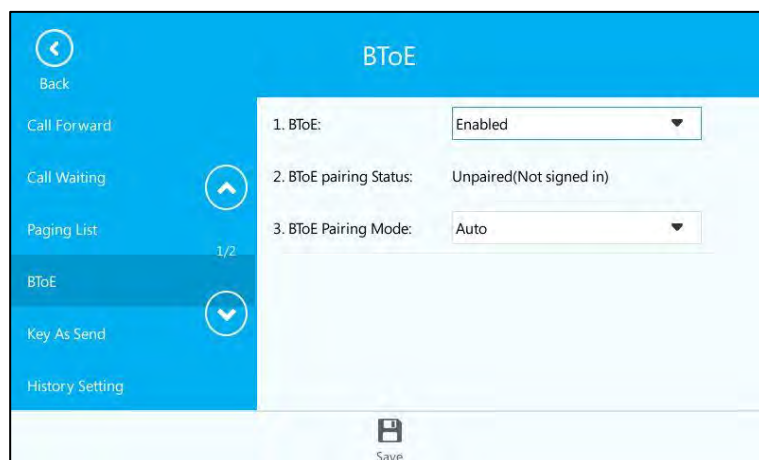 BToE
Back
Call Forward
Call Waiting
Paging List
1/2
BToE
Key As Send
History Setting
1. BToE: Enabled
2. BToE pairing Status: Unpaired(Not signed in)
3. BToE Pairing Mode: Auto
Save